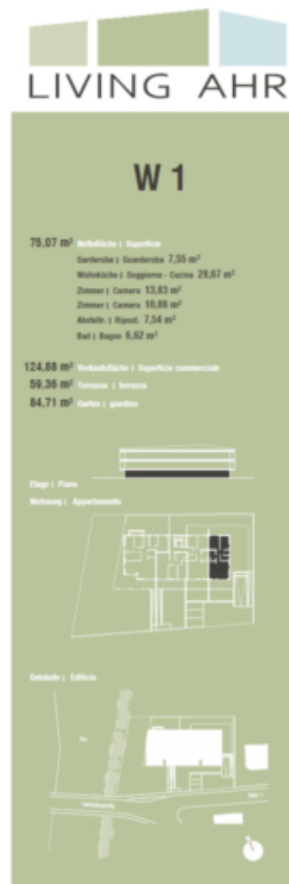 LIVING AHR
W 1
75,07 m² Nettofläche | Superficie
Garderobe | Guarderoba 7,55 m²
Wohnküche | Soggiorno - Cucina 28,67 m²
Zimmer | Camera 13,83 m²
Zimmer | Camera 10,86 m²
Abstellr. | Ripost. 7,54 m²
Bad | Bagno 6,62 m²
124,88 m² Verkaufsfläche | Superficie commerciale
59,36 m² Terrasse | terrazza
84,71 m² Garten | giardino
Etage | Piano
Wohnung | Appartamento
Gebäude | Edificio